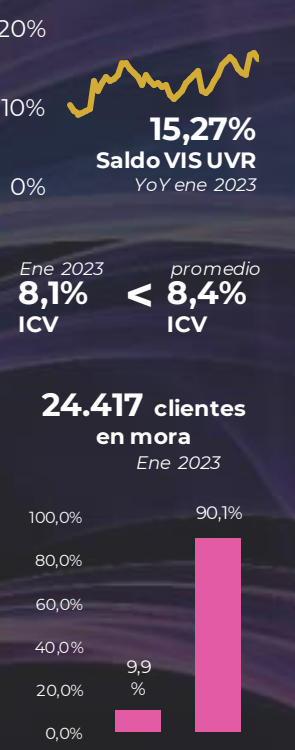 20%
10%
15,27%
Saldo VIS UVR
0%
YoY ene 2023
Ene 2023
promedio
8,1% < 8,4%
ICV
ICV
24.417 clientes
en mora
Ene 2023
100,0%
90,1%
80,0%
60,0%
40,0%
9,9
%
20,0%
0,0%